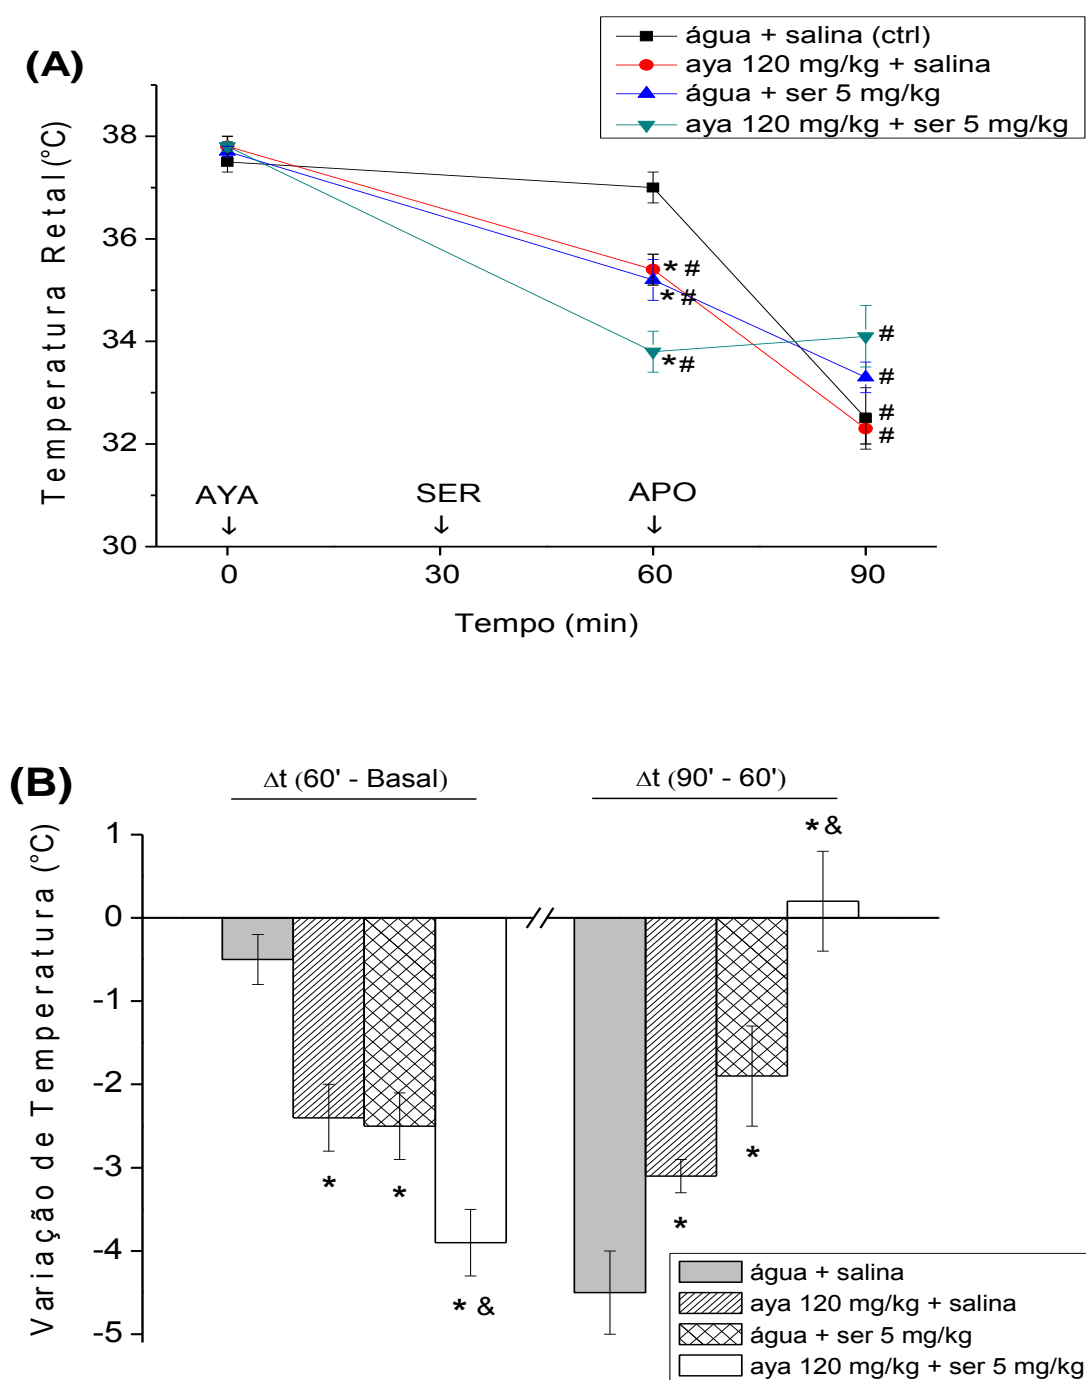 (A)
água + salina (ctrl)
aya 120 mg/kg + salina
água + ser 5 mg/kg
aya 120 mg/kg + ser 5 mg/kg
Temperatura Retal (°C)
38
36
34
32
30
* #
* #
* #
#
#
#
#
AYA
SER
APO
↓
↓
↓
0
30
60
90
Tempo (min)
(B)
Δt (60' - Basal)
Δt (90' - 60')
Variação de Temperatura (°C)
1
0
-1
-2
-3
-4
-5
* &
*
*
*
*
* &
água + salina
aya 120 mg/kg + salina
água + ser 5 mg/kg
aya 120 mg/kg + ser 5 mg/kg